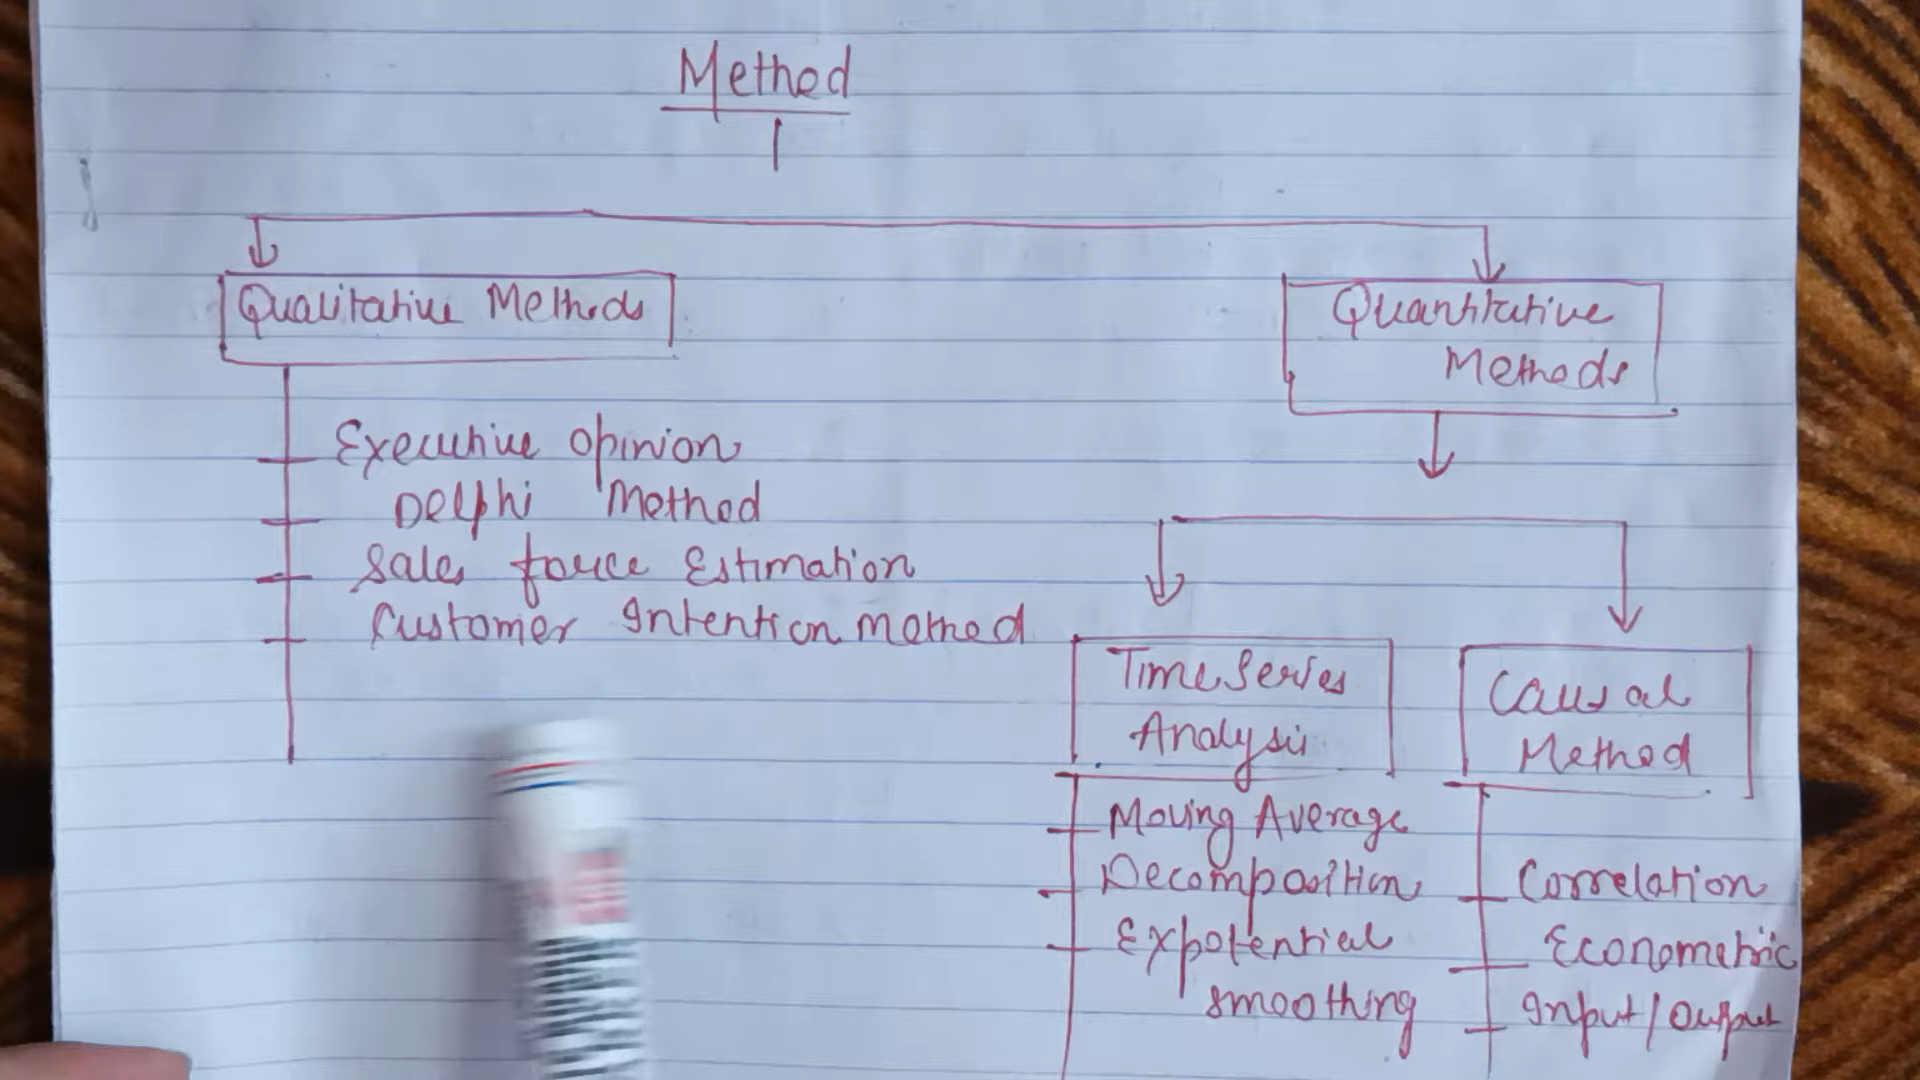 Method
Qualitative Methods
Executive opinion
Delphi Method
Sales force Estimation
Customer Intention method
Quantitative
Methods
Time Series
Analysis
Moving Average
Decomposition
Expotential
smoothing
Causal
Method
Correlation
Econometric
Input/Output